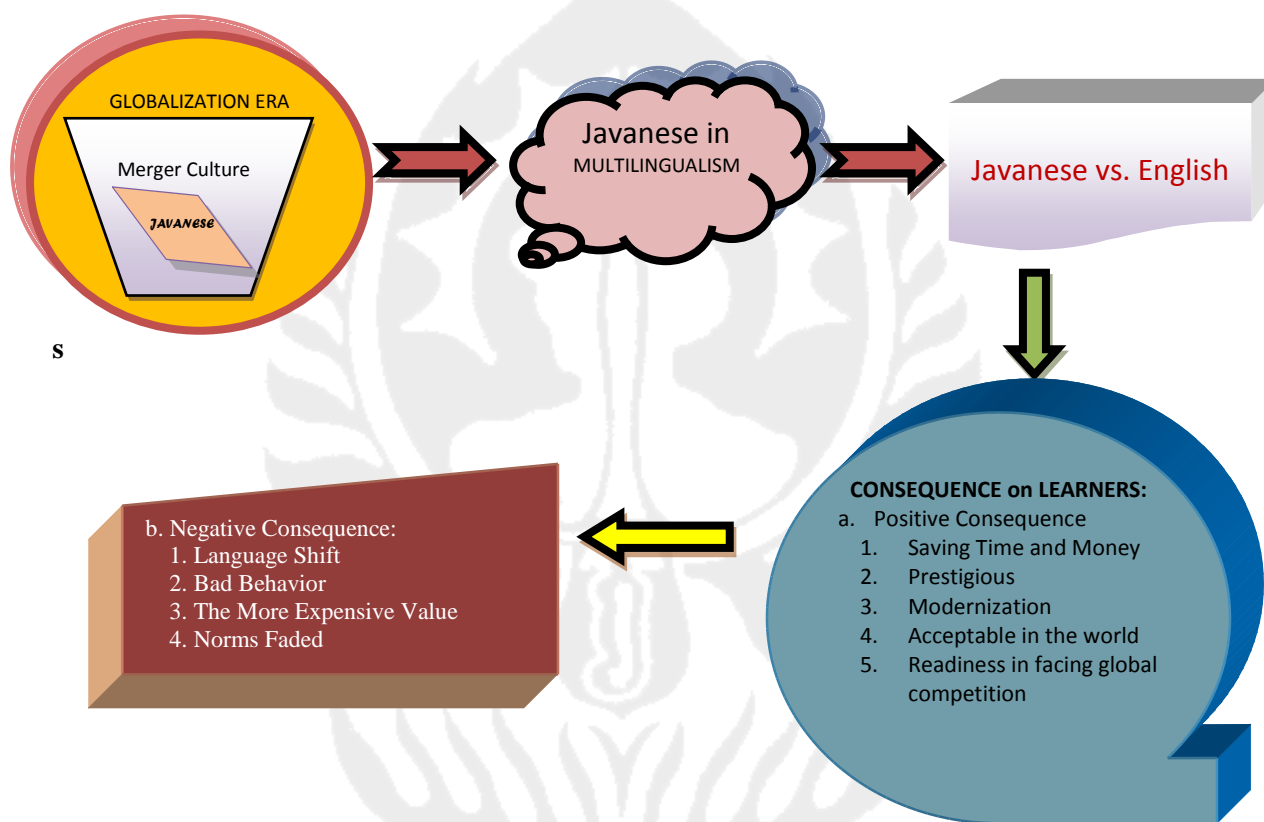 GLOBALIZATION ERA
Merger Culture
JAVANESE
Javanese in
MULTILINGUALISM
Javanese vs. English
s
CONSEQUENCE on LEARNERS:
a. Positive Consequence
1. Saving Time and Money
2. Prestigious
3. Modernization
4. Acceptable in the world
5. Readiness in facing global
competition
b. Negative Consequence:
1. Language Shift
2. Bad Behavior
3. The More Expensive Value
4. Norms Faded